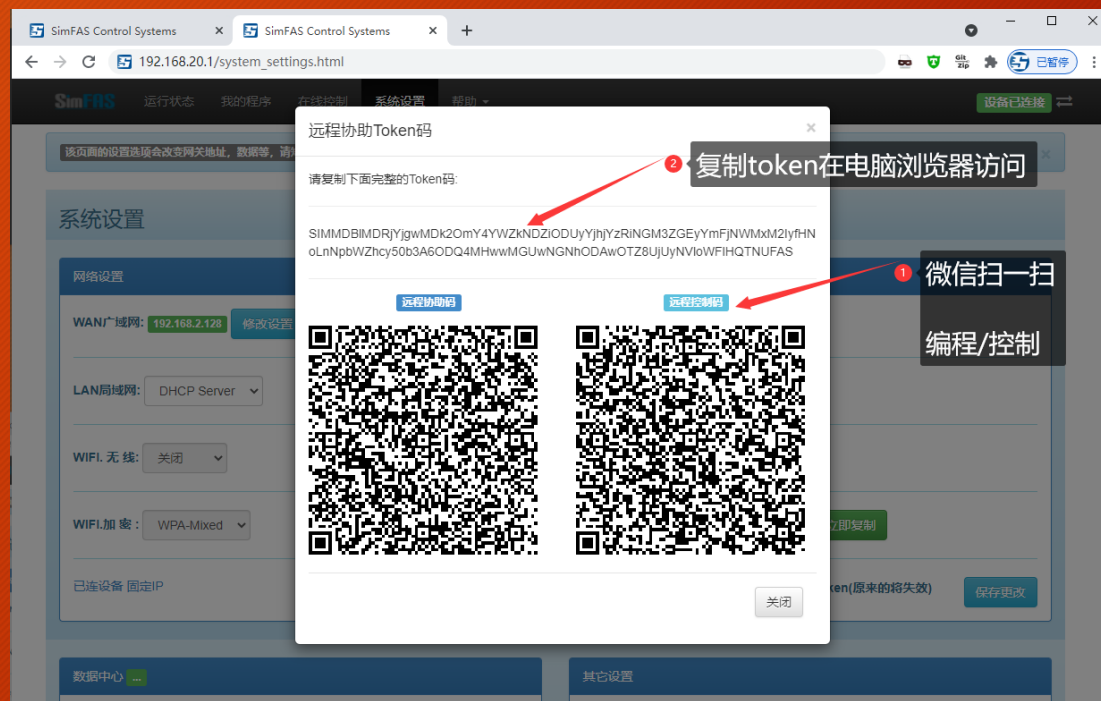 SimFAS Control Systems
SimFAS Control Systems
192.168.20.1/system_settings.html
Git
zip
已暂停
SimFAS 运行状态 我的程序 在线控制 系统设置 帮助
设备已连接
该页面的设置选项会改变网关地址，数据等，请
远程协助Token码
×
请复制下面完整的Token码:
SIMMDBlMDRjYjgwMDk2OmY4YWZkNDZiODUyYjhjYzRiNGM3ZGEyYmFjNWMxM2IyfHN
oLnNpbWZhcy50b3A6ODQ4MHwwMGUwNGNhODAwOTZ8UjUyNVloWFlHQTNUFAS
2 复制token在电脑浏览器访问
1 微信扫一扫
编程/控制
远程协助码
远程控制码
关闭
系统设置
网络设置
WAN广域网: 192.168.2.128 修改设置
LAN局域网: DHCP Server
WIFI. 无 线: 关闭
WIFI.加 密 : WPA-Mixed
立即复制
已连设备 固定IP
ken(原来的将失效)
保存更改
数据中心 ...
其它设置